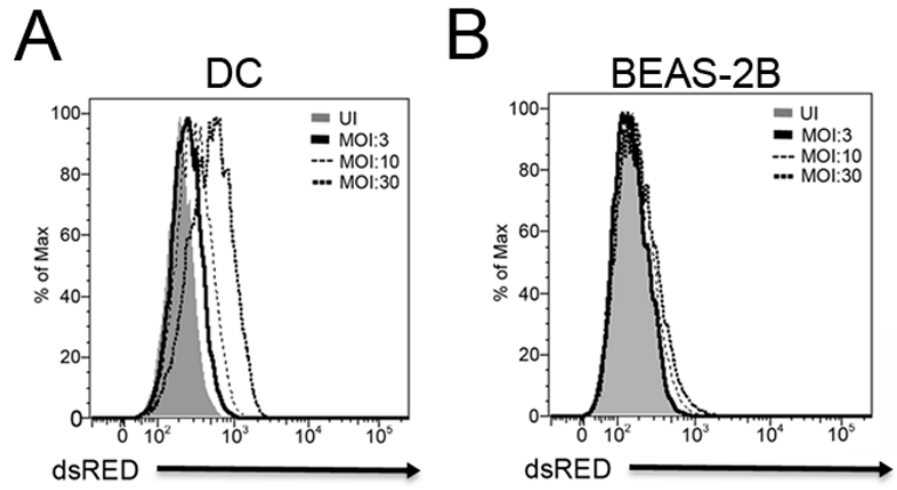 A
DC
% of Max
100
80
60
40
20
0
UI
MOI:3
MOI:10
MOI:30
0 10² 10³ 10⁴ 10⁵
dsRED
B
BEAS-2B
% of Max
100
80
60
40
20
0
UI
MOI:3
MOI:10
MOI:30
0 10² 10³ 10⁴ 10⁵
dsRED